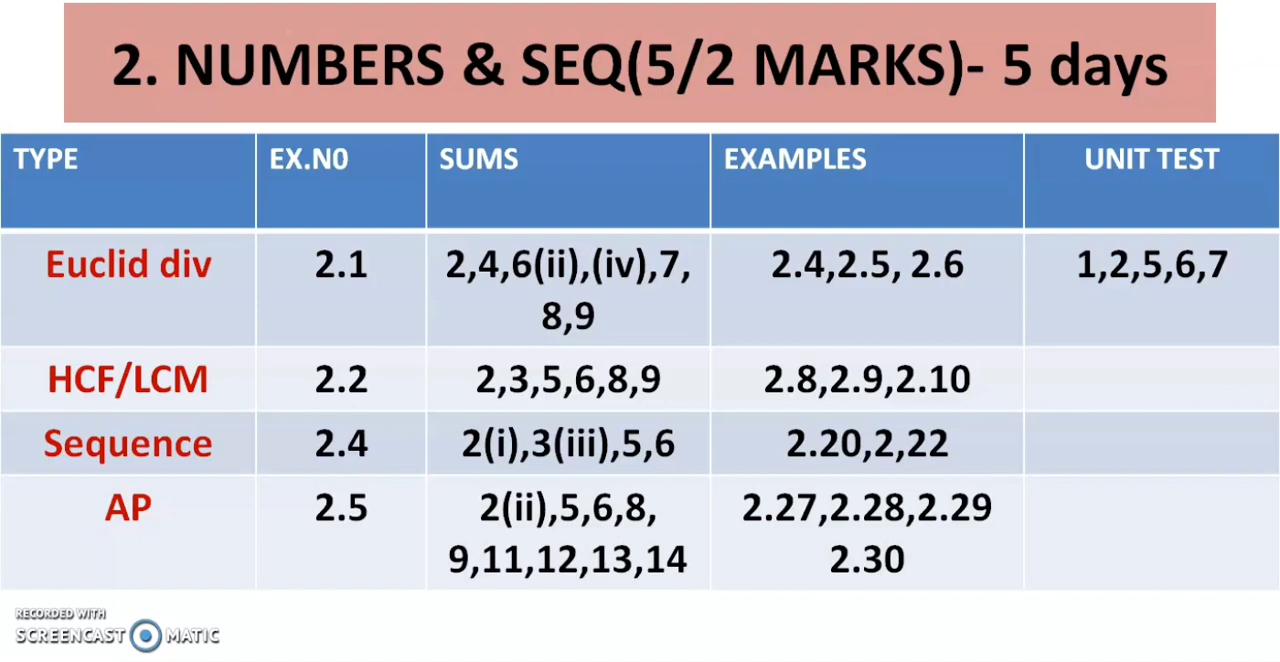 2. NUMBERS & SEQ(5/2 MARKS)- 5 days
TYPE EX.N0 SUMS EXAMPLES UNIT TEST
Euclid div 2.1 2,4,6(ii),(iv),7, 2.4,2.5, 2.6 1,2,5,6,7
8,9
HCF/LCM 2.2 2,3,5,6,8,9 2.8,2.9,2.10
Sequence 2.4 2(i),3(iii),5,6 2.20,2,22
AP 2.5 2(ii),5,6,8, 2.27,2.28,2.29
9,11,12,13,14 2.30
RECORDED WITH
SCREENCAST MATIC